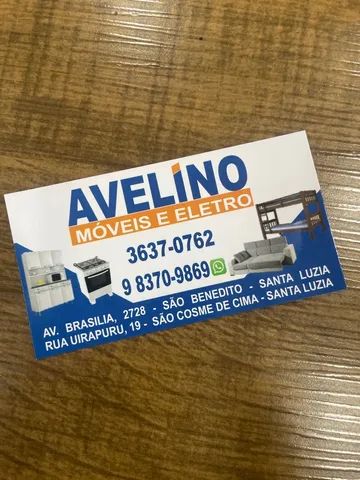 AVELÍNO
MÓVEIS E ELETRO
3637-0762
9 8370-9869
AV. BRASILIA, 2728 - SÃO BENEDITO - SANTA LUZIA
RUA UIRAPURU, 19 - SÃO COSME DE CIMA - SANTA LUZIA